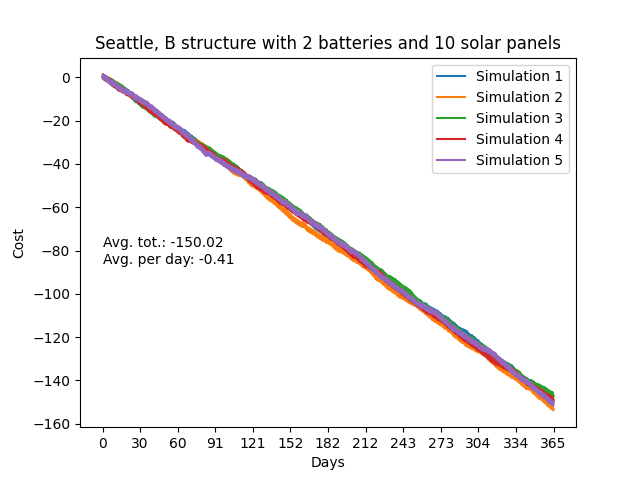 Seattle, B structure with 2 batteries and 10 solar panels
Simulation 1
Simulation 2
Simulation 3
Simulation 4
Simulation 5
Avg. tot.: -150.02
Avg. per day: -0.41
Cost
0
−20
−40
−60
−80
−100
−120
−140
−160
0 30 60 91 121 152 182 212 243 273 304 334 365
Days